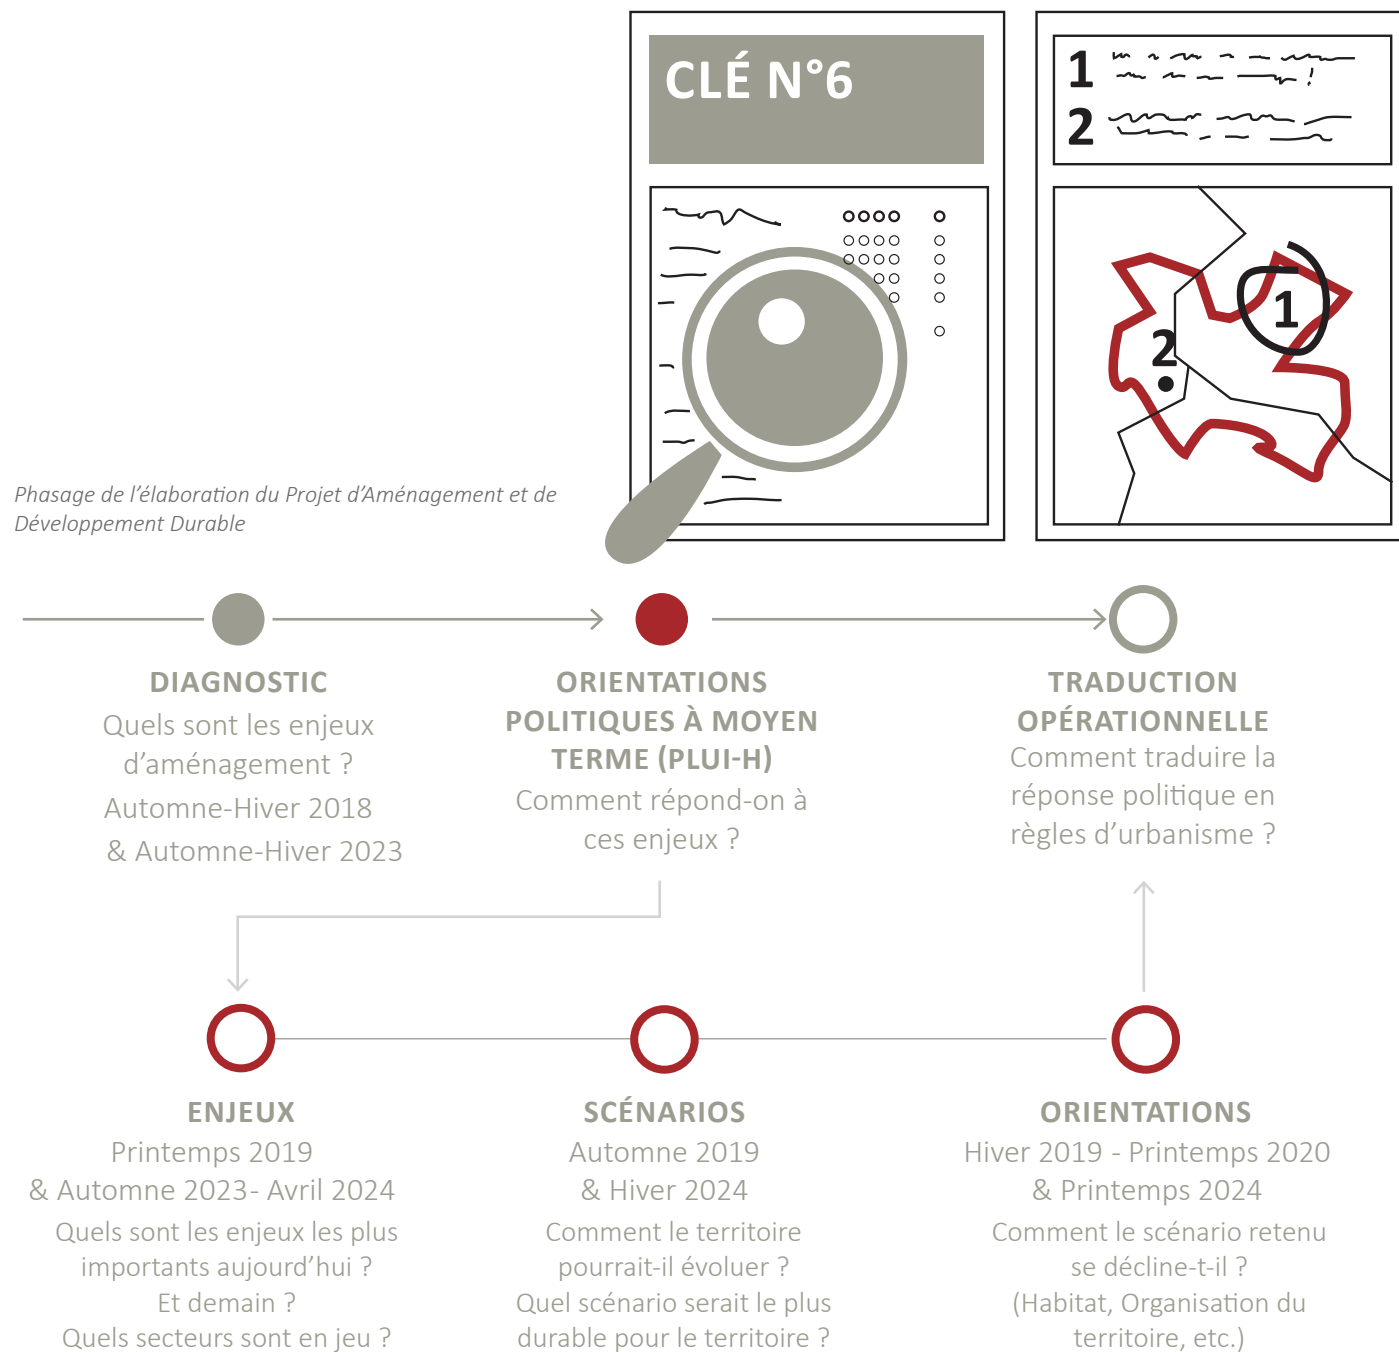 CLÉ N°6
1
2
1
2
Phasage de l’élaboration du Projet d’Aménagement et de
Développement Durable
DIAGNOSTIC
Quels sont les enjeux
d’aménagement ?
Automne-Hiver 2018
& Automne-Hiver 2023
ORIENTATIONS
POLITIQUES À MOYEN
TERME (PLUI-H)
Comment répond-on à
ces enjeux ?
TRADUCTION
OPÉRATIONNELLE
Comment traduire la
réponse politique en
règles d’urbanisme ?
ENJEUX
Printemps 2019
& Automne 2023- Avril 2024
Quels sont les enjeux les plus
importants aujourd’hui ?
Et demain ?
Quels secteurs sont en jeu ?
SCÉNARIOS
Automne 2019
& Hiver 2024
Comment le territoire
pourrait-il évoluer ?
Quel scénario serait le plus
durable pour le territoire ?
ORIENTATIONS
Hiver 2019 - Printemps 2020
& Printemps 2024
Comment le scénario retenu
se décline-t-il ?
(Habitat, Organisation du
territoire, etc.)